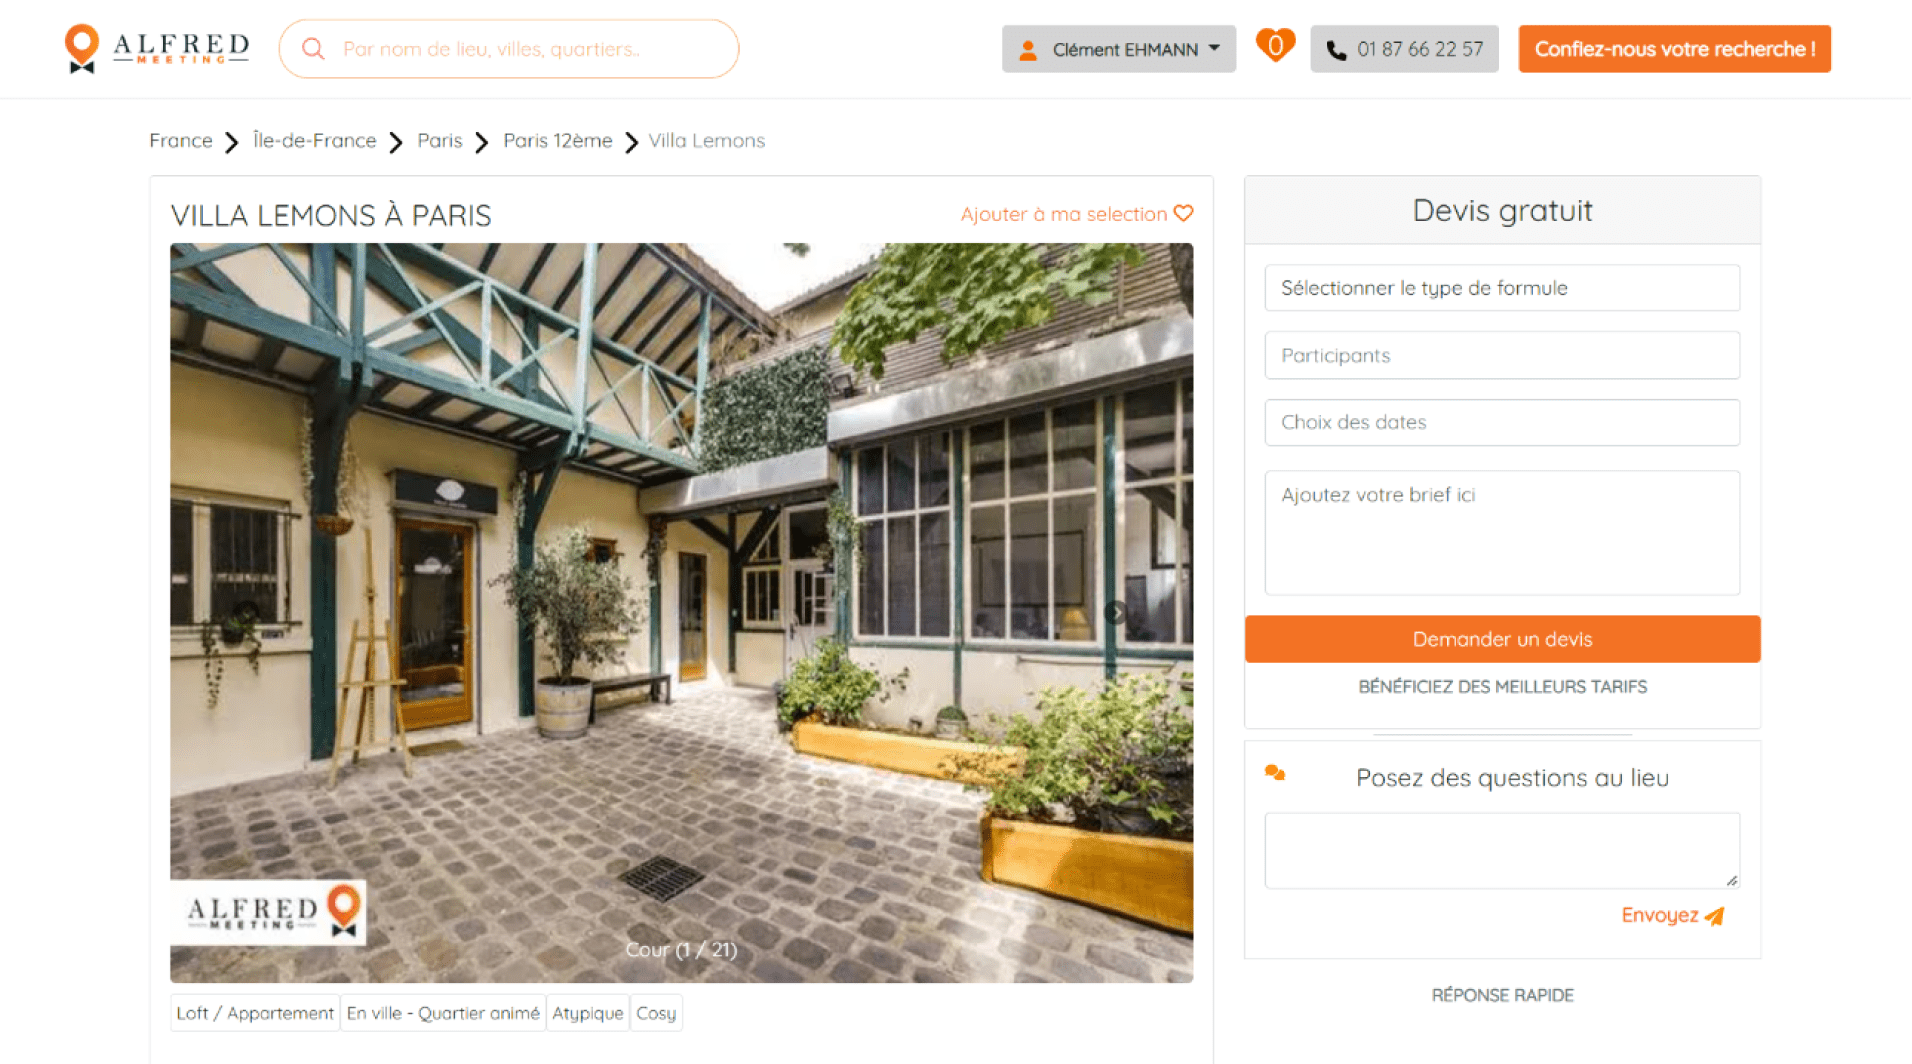 ALFRED
MEETING
Par nom de lieu, villes, quartiers..
Clément EHMANN
0
01 87 66 22 57
Confiez-nous votre recherche !
France > Île-de-France > Paris > Paris 12ème > Villa Lemons
VILLA LEMONS À PARIS
Ajouter à ma selection
ALFRED
MEETING
Cour (1 / 21)
Loft / Appartement
En ville - Quartier animé
Atypique
Cosy
Devis gratuit
Sélectionner le type de formule
Participants
Choix des dates
Ajoutez votre brief ici
Demander un devis
BÉNÉFICIEZ DES MEILLEURS TARIFS
Posez des questions au lieu
Envoyez
RÉPONSE RAPIDE